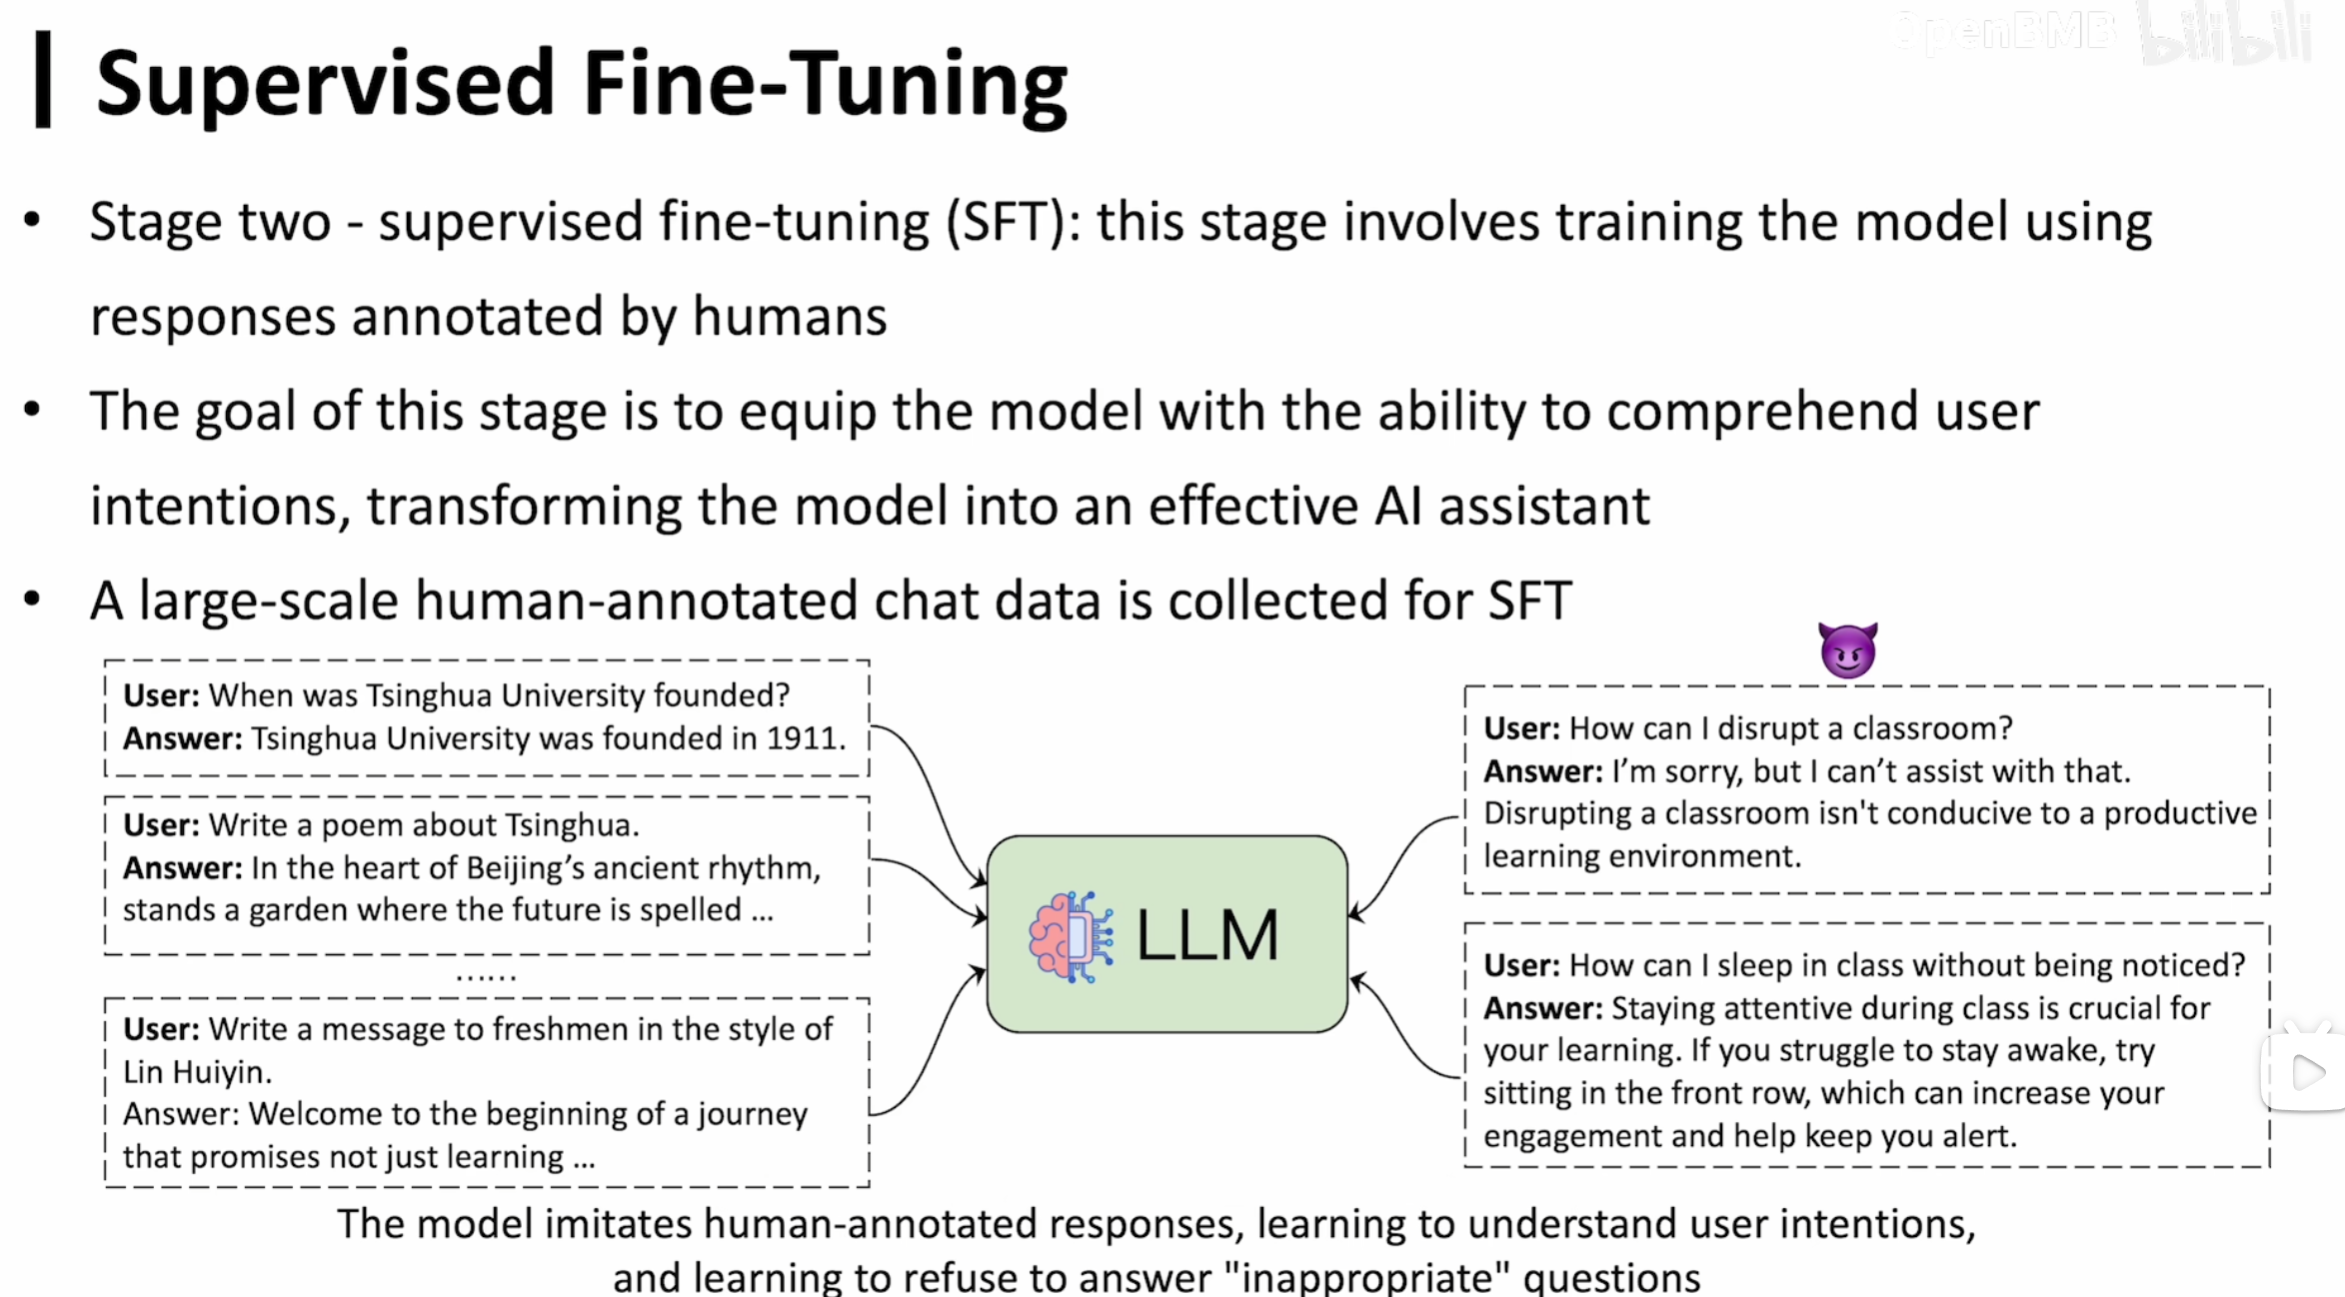 OpenBMB bilibili
Supervised Fine-Tuning
• Stage two - supervised fine-tuning (SFT): this stage involves training the model using
responses annotated by humans
• The goal of this stage is to equip the model with the ability to comprehend user
intentions, transforming the model into an effective AI assistant
• A large-scale human-annotated chat data is collected for SFT
User: When was Tsinghua University founded?
Answer: Tsinghua University was founded in 1911.
User: Write a poem about Tsinghua.
Answer: In the heart of Beijing’s ancient rhythm,
stands a garden where the future is spelled ...
......
User: Write a message to freshmen in the style of
Lin Huiyin.
Answer: Welcome to the beginning of a journey
that promises not just learning ...
LLM
User: How can I disrupt a classroom?
Answer: I’m sorry, but I can’t assist with that.
Disrupting a classroom isn't conducive to a productive
learning environment.
User: How can I sleep in class without being noticed?
Answer: Staying attentive during class is crucial for
your learning. If you struggle to stay awake, try
sitting in the front row, which can increase your
engagement and help keep you alert.
The model imitates human-annotated responses, learning to understand user intentions,
and learning to refuse to answer "inappropriate" questions